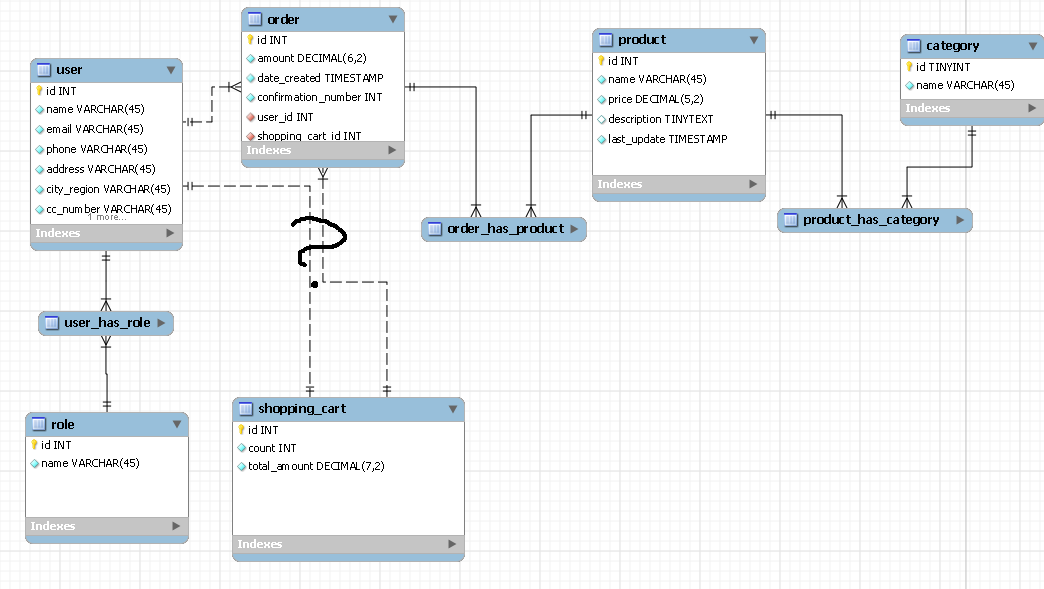 user
id INT
name VARCHAR(45)
email VARCHAR(45)
phone VARCHAR(45)
address VARCHAR(45)
city_region VARCHAR(45)
cc_number VARCHAR(45)
1 more...
Indexes
order
id INT
amount DECIMAL(6,2)
date_created TIMESTAMP
confirmation_number INT
user_id INT
shopping_cart_id INT
Indexes
product
id INT
name VARCHAR(45)
price DECIMAL(5,2)
description TINYTEXT
last_update TIMESTAMP
Indexes
category
id TINYINT
name VARCHAR(45)
Indexes
order_has_product
product_has_category
?
user_has_role
role
id INT
name VARCHAR(45)
Indexes
shopping_cart
id INT
count INT
total_amount DECIMAL(7,2)
Indexes